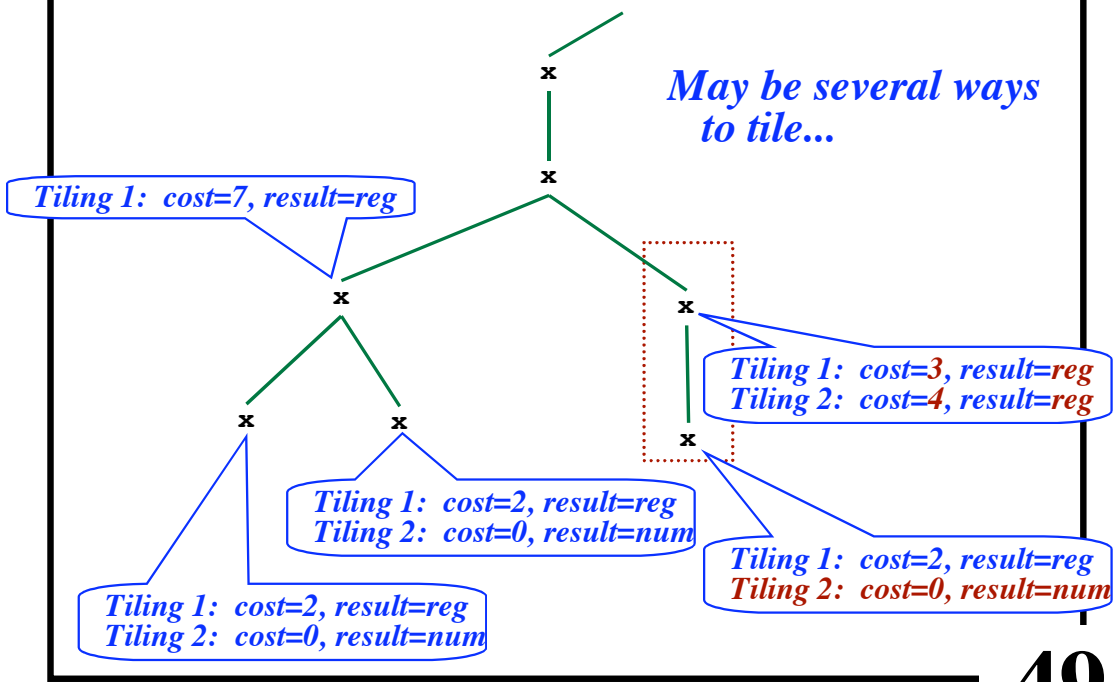 x
May be several ways
to tile...
x
Tiling 1: cost=7, result=reg
x
x
Tiling 1: cost=3, result=reg
Tiling 2: cost=4, result=reg
x
x
x
Tiling 1: cost=2, result=reg
Tiling 2: cost=0, result=num
Tiling 1: cost=2, result=reg
Tiling 2: cost=0, result=num
Tiling 1: cost=2, result=reg
Tiling 2: cost=0, result=num
49